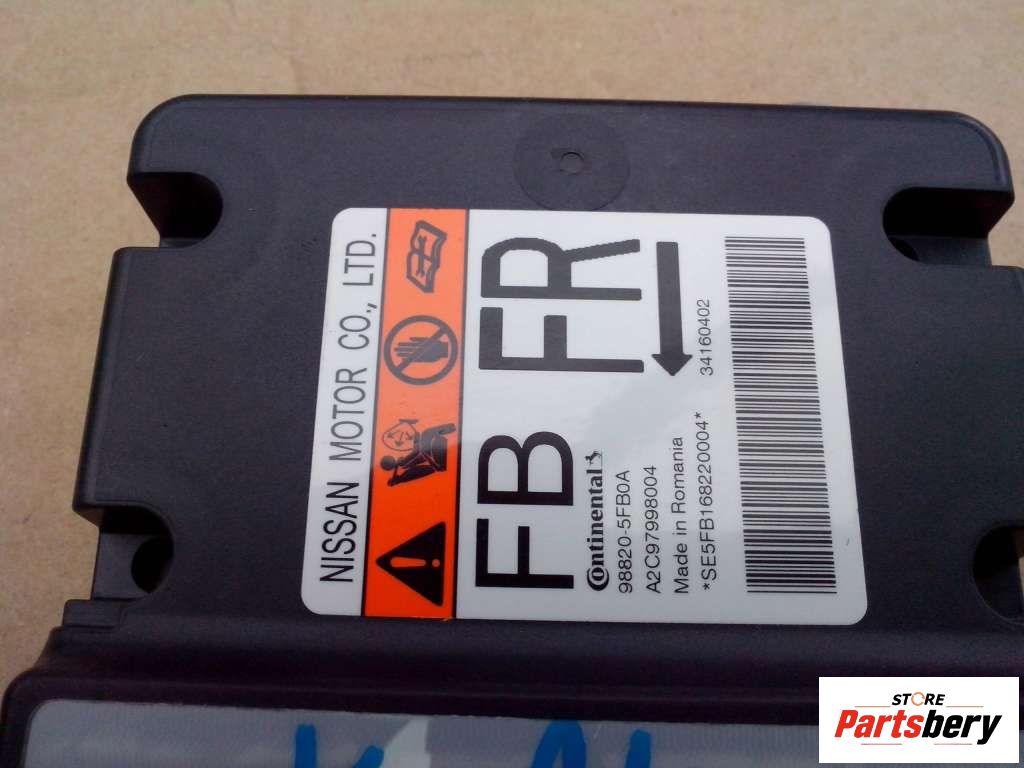 NISSAN MOTOR CO., LTD.
FB FR
Continental
98820-5FB0A
A2C97998004
Made in Romania
*SE5FB168220004* 34160402
STORE
Partsbery